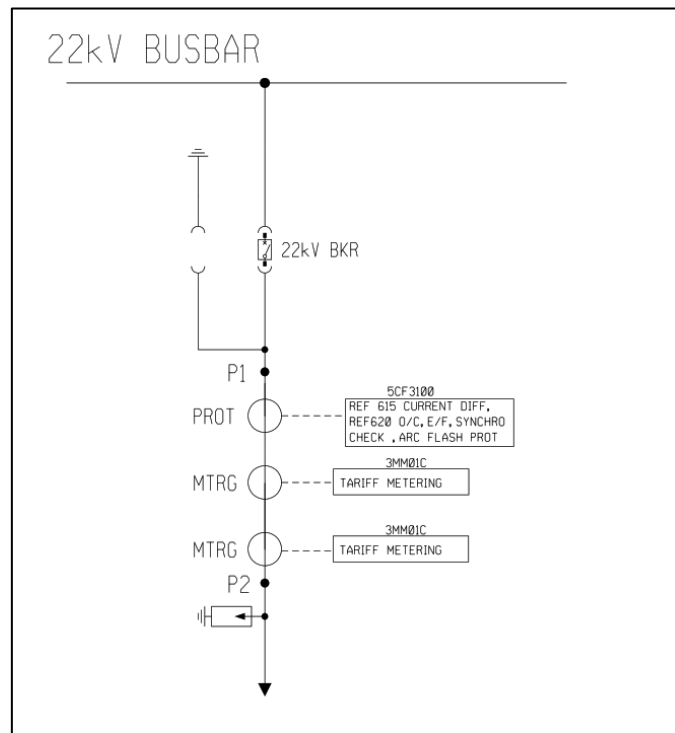 22kV BUSBAR
22kV BKR
P1
PROT
5CF3100
REF 615 CURRENT DIFF,
REF620 O/C, E/F, SYNCHRO
CHECK , ARC FLASH PROT
MTRG
3MM01C
TARIFF METERING
MTRG
3MM01C
TARIFF METERING
P2